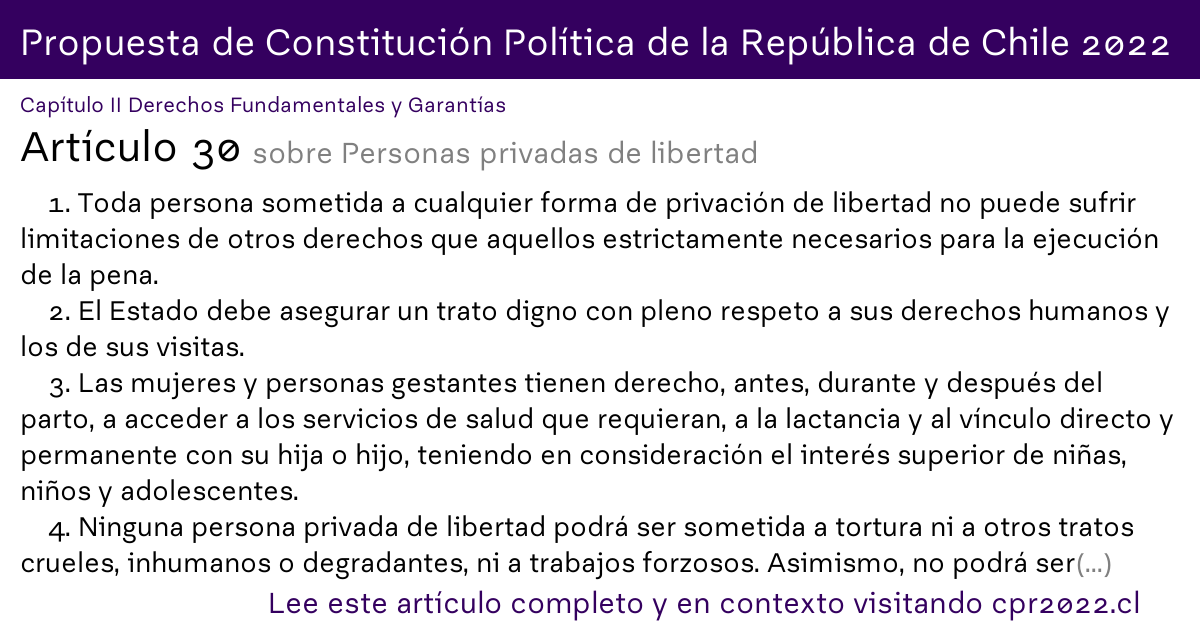 Propuesta de Constitución Política de la República de Chile 2022
Capítulo II Derechos Fundamentales y Garantías
Artículo 30 sobre Personas privadas de libertad
1. Toda persona sometida a cualquier forma de privación de libertad no puede sufrir
limitaciones de otros derechos que aquellos estrictamente necesarios para la ejecución
de la pena.
2. El Estado debe asegurar un trato digno con pleno respeto a sus derechos humanos y
los de sus visitas.
3. Las mujeres y personas gestantes tienen derecho, antes, durante y después del
parto, a acceder a los servicios de salud que requieran, a la lactancia y al vínculo directo y
permanente con su hija o hijo, teniendo en consideración el interés superior de niñas,
niños y adolescentes.
4. Ninguna persona privada de libertad podrá ser sometida a tortura ni a otros tratos
crueles, inhumanos o degradantes, ni a trabajos forzosos. Asimismo, no podrá ser(...)
Lee este artículo completo y en contexto visitando cpr2022.cl